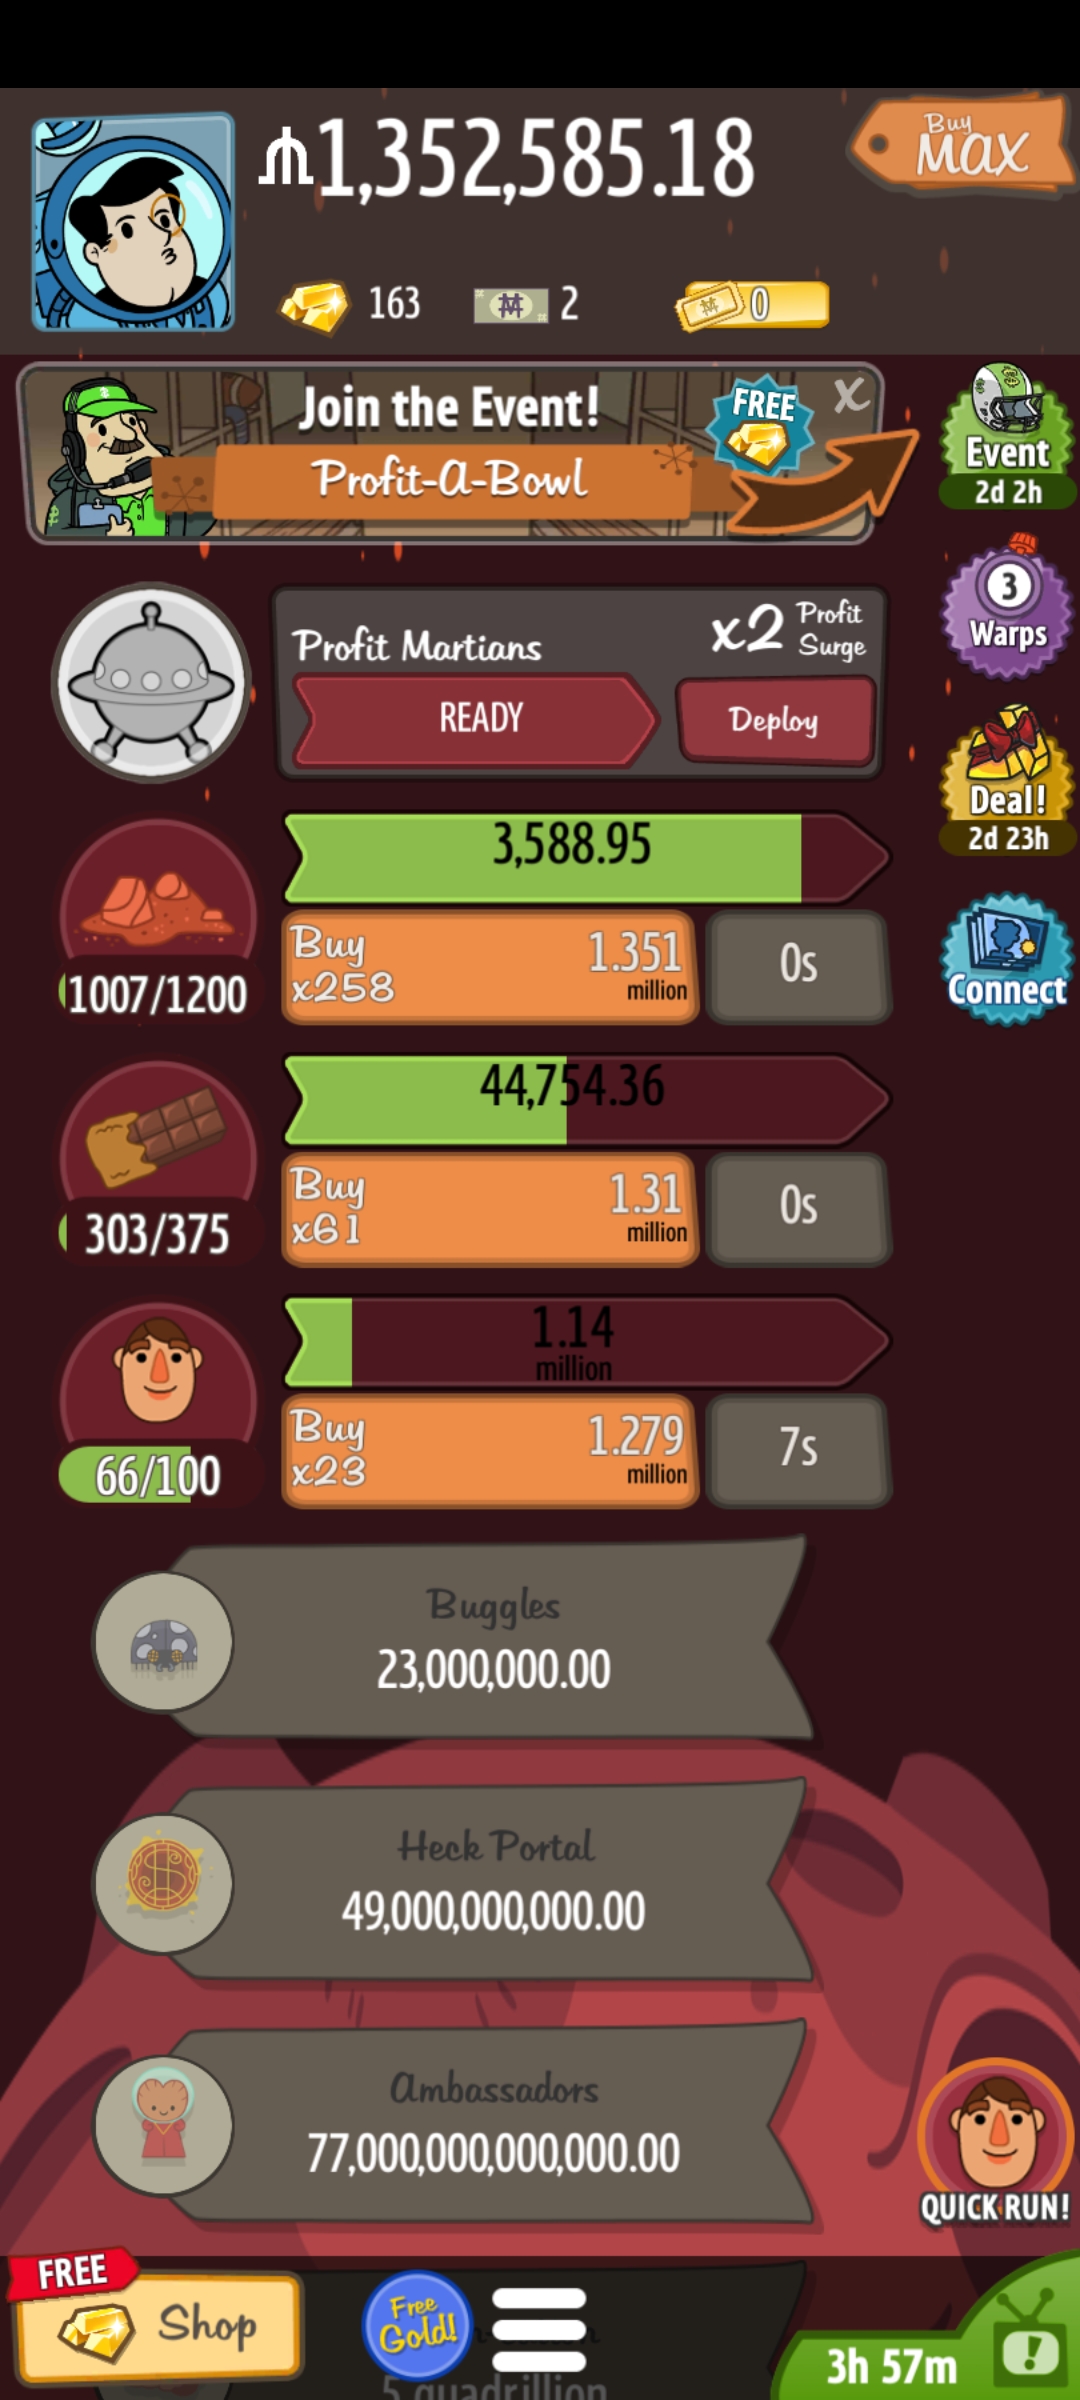 ₼1,352,585.18
Buy
MAX
163
2
0
Join the Event!
FREE
X
Profit-A-Bowl
Event
2d 2h
3
Warps
Profit Martians
x2 Profit Surge
READY
Deploy
Deal!
2d 23h
3,588.95
1007/1200
Buy
x258
1.351
million
0s
Connect
44,754.36
303/375
Buy
x61
1.31
million
0s
1.14
million
66/100
Buy
x23
1.279
million
7s
Buggles
23,000,000.00
Heck Portal
49,000,000,000.00
Ambassadors
77,000,000,000,000.00
QUICK RUN!
FREE
Shop
Free
Gold!
3h 57m
5 quadrillion